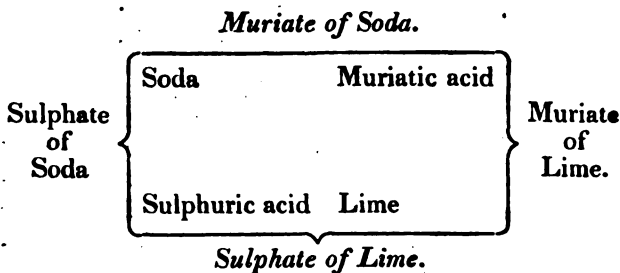 Muriate of Soda.
Soda Muriatic acid
Sulphate
of
Soda
Muriate
of
Lime.
Sulphuric acid Lime
Sulphate of Lime.